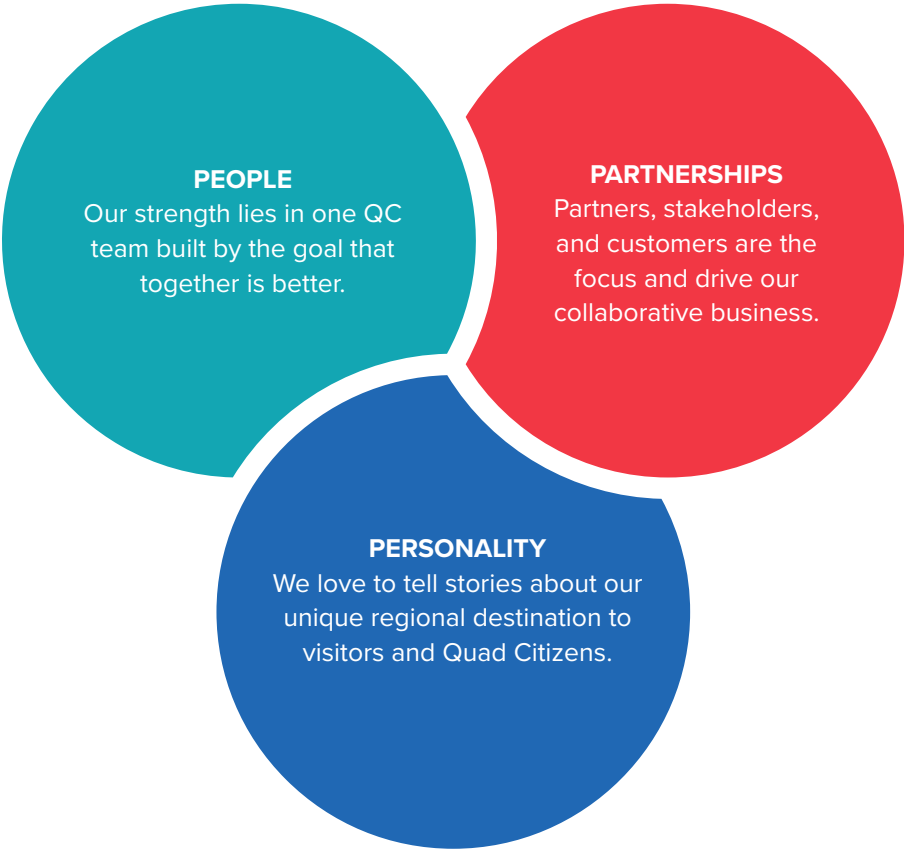 PEOPLE
Our strength lies in one QC
team built by the goal that
together is better.
PARTNERSHIPS
Partners, stakeholders,
and customers are the
focus and drive our
collaborative business.
PERSONALITY
We love to tell stories about our
unique regional destination to
visitors and Quad Citizens.